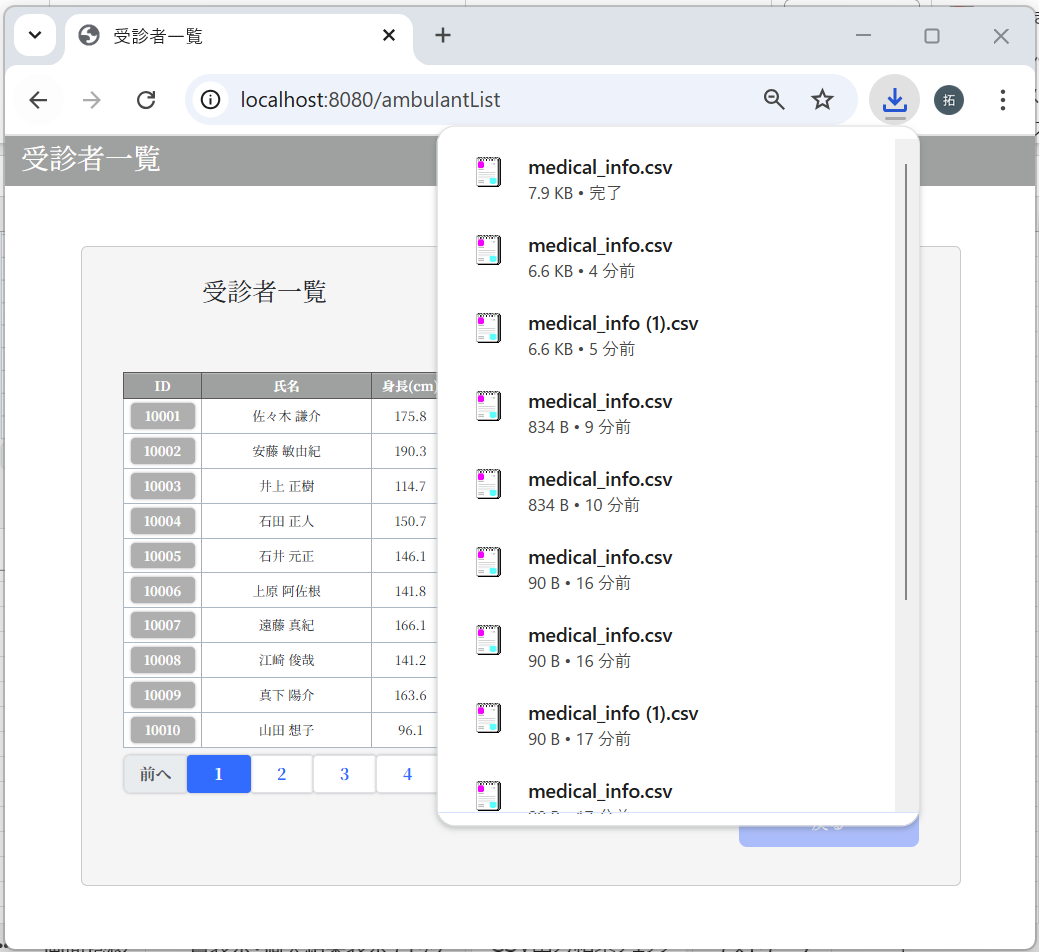 受診者一覧
localhost:8080/ambulantList
拓
受診者一覧
medical_info.csv
7.9 KB • 完了
medical_info.csv
6.6 KB • 4 分前
medical_info (1).csv
6.6 KB • 5 分前
medical_info.csv
834 B • 9 分前
medical_info.csv
834 B • 10 分前
medical_info.csv
90 B • 16 分前
medical_info.csv
90 B • 16 分前
medical_info (1).csv
90 B • 17 分前
medical_info.csv
受診者一覧
ID 氏名 身長(cm)
10001 佐々木 謙介 175.8
10002 安藤 敏由紀 190.3
10003 井上 正樹 114.7
10004 石田 正人 150.7
10005 石井 元正 146.1
10006 上原 阿佐根 141.8
10007 遠藤 真紀 166.1
10008 江崎 俊哉 141.2
10009 真下 陽介 163.6
10010 山田 想子 96.1
前へ 1 2 3 4